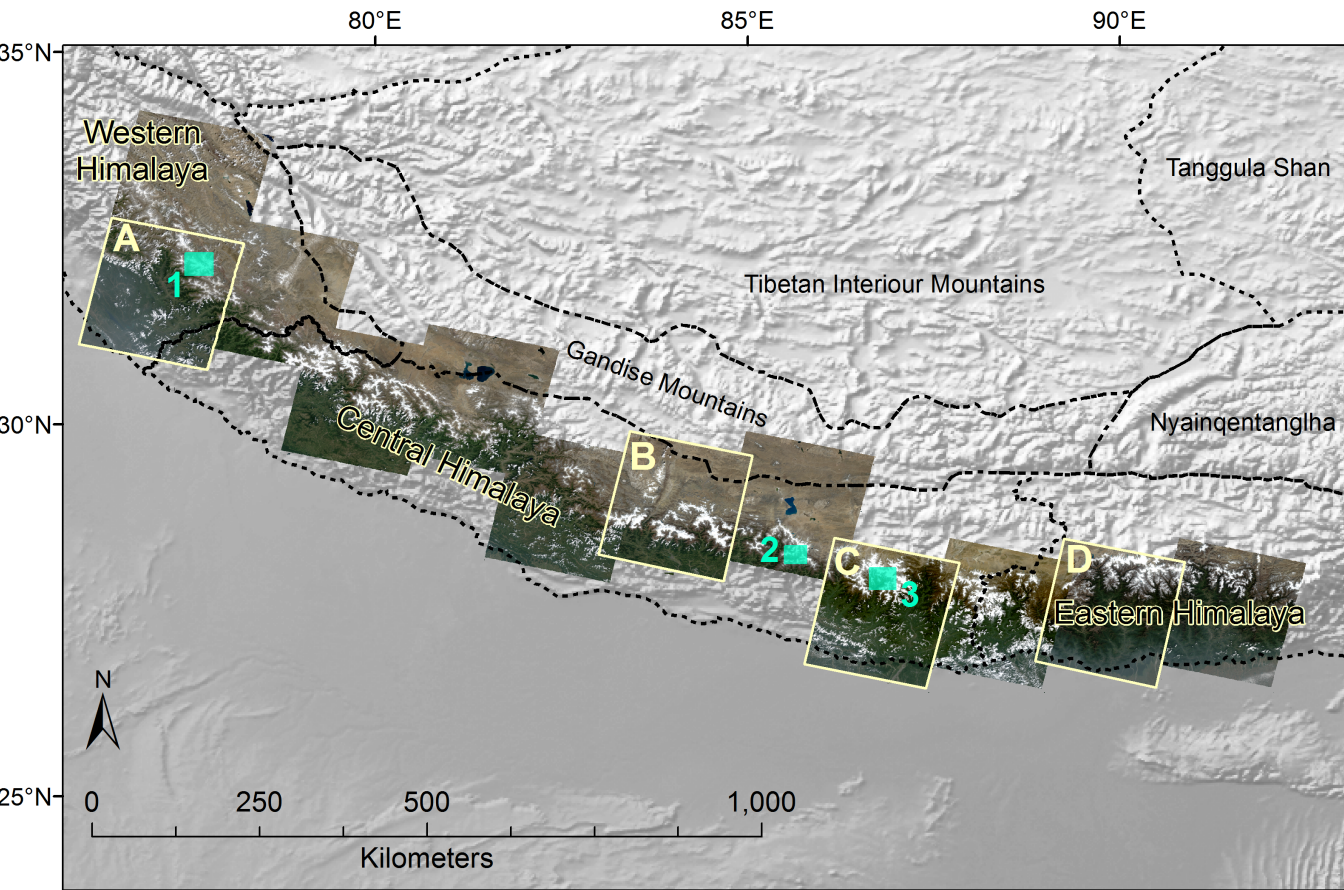 80°E
85°E
90°E
35°N
Western
Himalaya
Tanggula Shan
A
1
Tibetan Interiour Mountains
Gandise Mountains
30°N
Central Himalaya
Nyainqentanglha
B
2
C
3
D
Eastern Himalaya
N
25°N
0
250
500
1,000
Kilometers